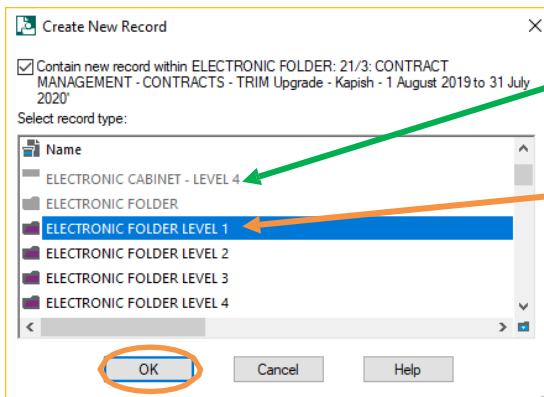 Create New Record
Contain new record within ELECTRONIC FOLDER: 21/3: CONTRACT
MANAGEMENT - CONTRACTS - TRIM Upgrade - Kapish - 1 August 2019 to 31 July
2020'
Select record type:
Name
ELECTRONIC CABINET - LEVEL 4
ELECTRONIC FOLDER
ELECTRONIC FOLDER LEVEL 1
ELECTRONIC FOLDER LEVEL 2
ELECTRONIC FOLDER LEVEL 3
ELECTRONIC FOLDER LEVEL 4
OK Cancel Help